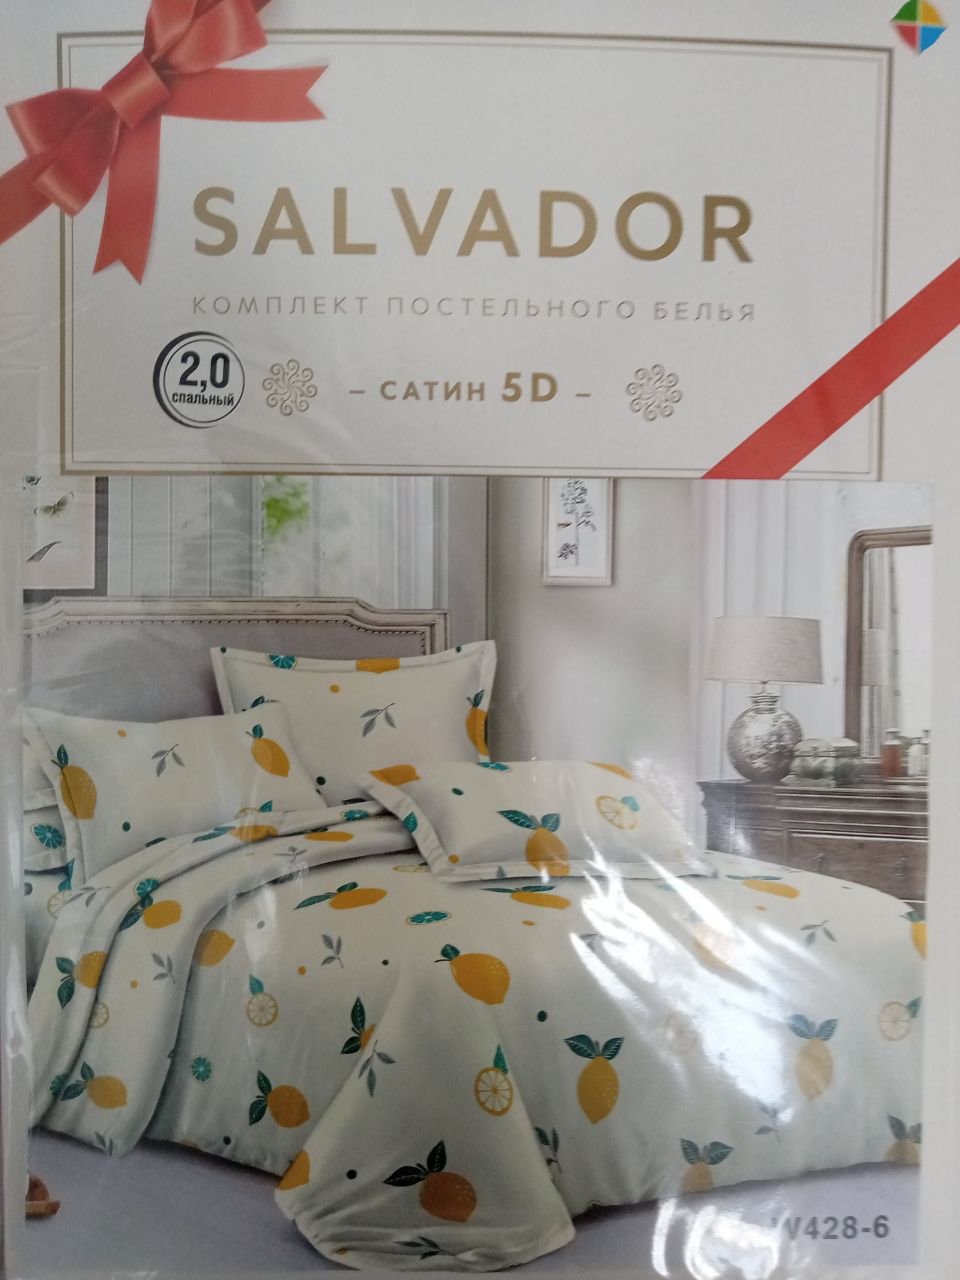 SALVADOR
КОМПЛЕКТ ПОСТЕЛЬНОГО БЕЛЬЯ
2,0
спальный
– САТИН 5D –
W428-6